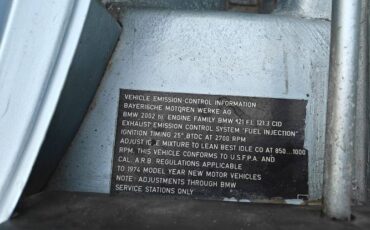 VEHICLE EMISSION CONTROL INFORMATION
BAYERISCHE MOTOREN WERKE AG
BMW 2002 tii, ENGINE FAMILY BMW 121 F.I. 121.3 CID
EXHAUST EMISSION CONTROL SYSTEM "FUEL INJECTION"
IGNITION TIMING 25° BTDC AT 2700 RPM
ADJUST IDLE MIXTURE TO LEAN BEST IDLE CO AT 850...1000
RPM. THIS VEHICLE CONFORMS TO U.S.F.P.A. AND
CAL. A.R.B. REGULATIONS APPLICABLE
TO 1974 MODEL YEAR NEW MOTOR VEHICLES
NOTE: ADJUSTMENTS THROUGH BMW
SERVICE STATIONS ONLY